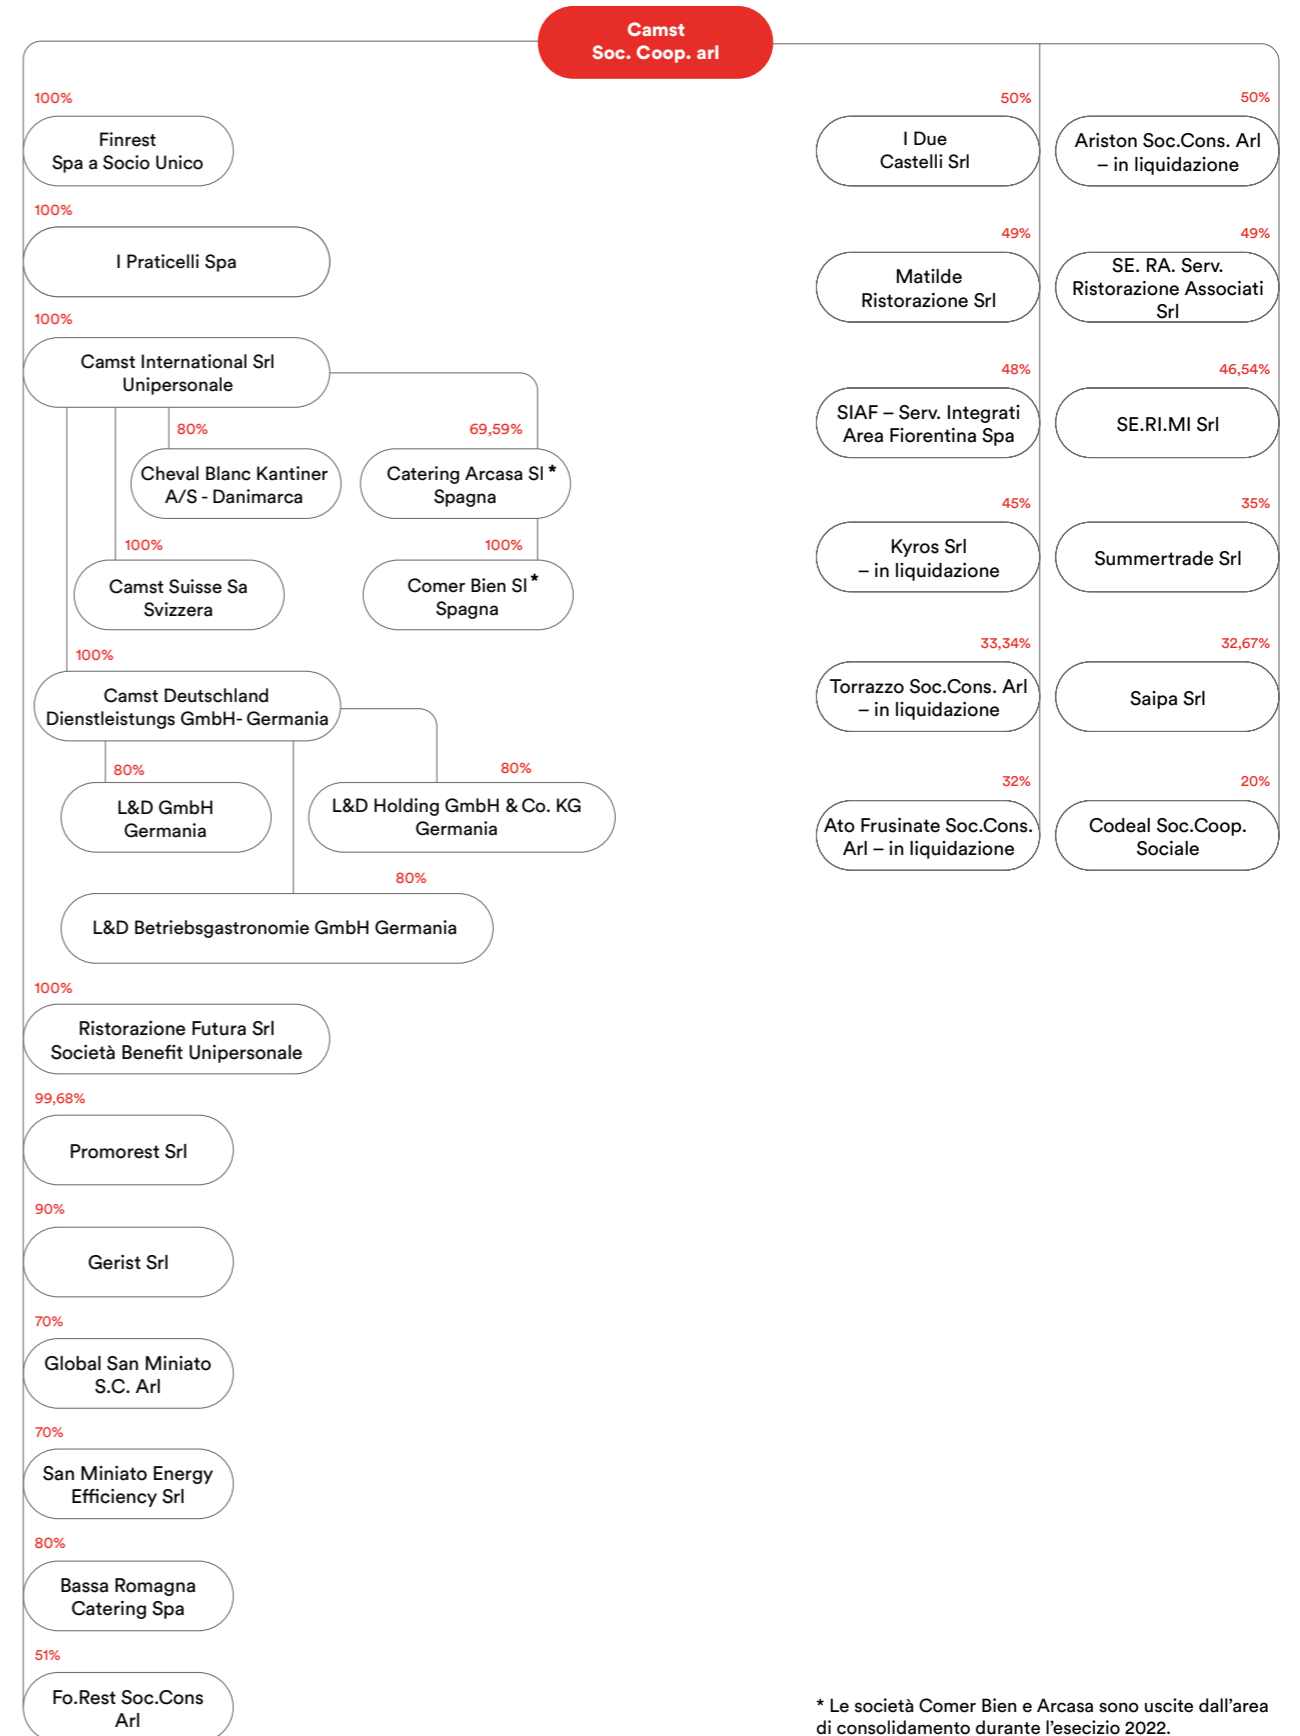 Camst
Soc. Coop. arl
100%
Finrest
Spa a Socio Unico
100%
I Praticelli Spa
100%
Camst International Srl
Unipersonale
80%
Cheval Blanc Kantiner
A/S - Danimarca
69,59%
Catering Arcasa Sl *
Spagna
100%
Camst Suisse Sa
Svizzera
100%
Comer Bien Sl *
Spagna
100%
Camst Deutschland
Dienstleistungs GmbH- Germania
80%
L&D GmbH
Germania
80%
L&D Holding GmbH & Co. KG
Germania
80%
L&D Betriebsgastronomie GmbH Germania
100%
Ristorazione Futura Srl
Società Benefit Unipersonale
99,68%
Promorest Srl
90%
Gerist Srl
70%
Global San Miniato
S.C. Arl
70%
San Miniato Energy
Efficiency Srl
80%
Bassa Romagna
Catering Spa
51%
Fo.Rest Soc.Cons
Arl
50%
I Due
Castelli Srl
49%
Matilde
Ristorazione Srl
48%
SIAF – Serv. Integrati
Area Fiorentina Spa
45%
Kyros Srl
– in liquidazione
33,34%
Torrazzo Soc.Cons. Arl
– in liquidazione
32%
Ato Frusinate Soc.Cons.
Arl – in liquidazione
50%
Ariston Soc.Cons. Arl
– in liquidazione
49%
SE. RA. Serv.
Ristorazione Associati
Srl
46,54%
SE.RI.MI Srl
35%
Summertrade Srl
32,67%
Saipa Srl
20%
Codeal Soc.Coop.
Sociale
* Le società Comer Bien e Arcasa sono uscite dall'area
di consolidamento durante l'esecizio 2022.